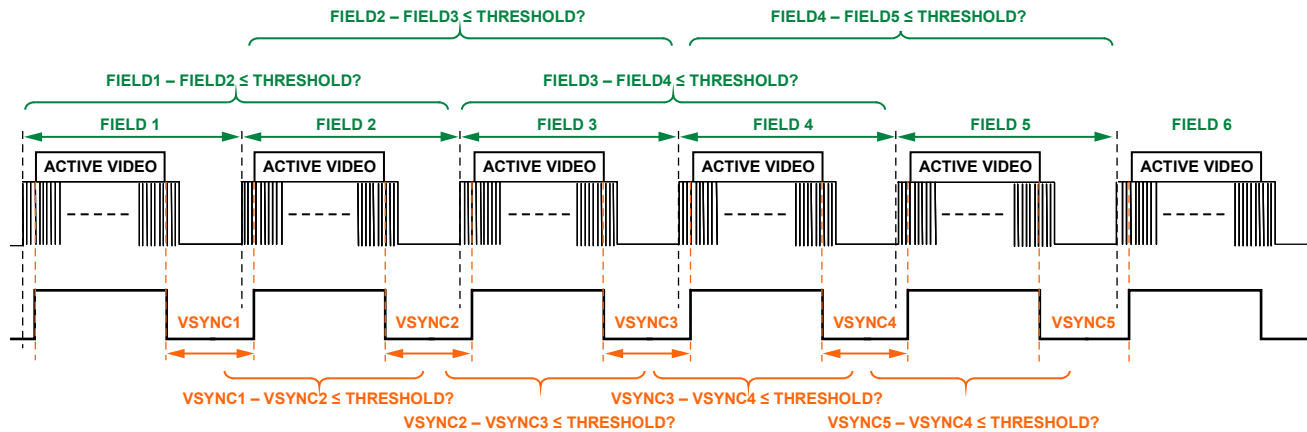 FIELD2 – FIELD3 ≤ THRESHOLD? FIELD4 – FIELD5 ≤ THRESHOLD?
FIELD1 – FIELD2 ≤ THRESHOLD? FIELD3 – FIELD4 ≤ THRESHOLD?
FIELD 1 FIELD 2 FIELD 3 FIELD 4 FIELD 5 FIELD 6
ACTIVE VIDEO ACTIVE VIDEO ACTIVE VIDEO ACTIVE VIDEO ACTIVE VIDEO ACTIVE VIDEO
VSYNC1 VSYNC2 VSYNC3 VSYNC4 VSYNC5
VSYNC1 – VSYNC2 ≤ THRESHOLD? VSYNC3 – VSYNC4 ≤ THRESHOLD?
VSYNC2 – VSYNC3 ≤ THRESHOLD? VSYNC5 – VSYNC4 ≤ THRESHOLD?